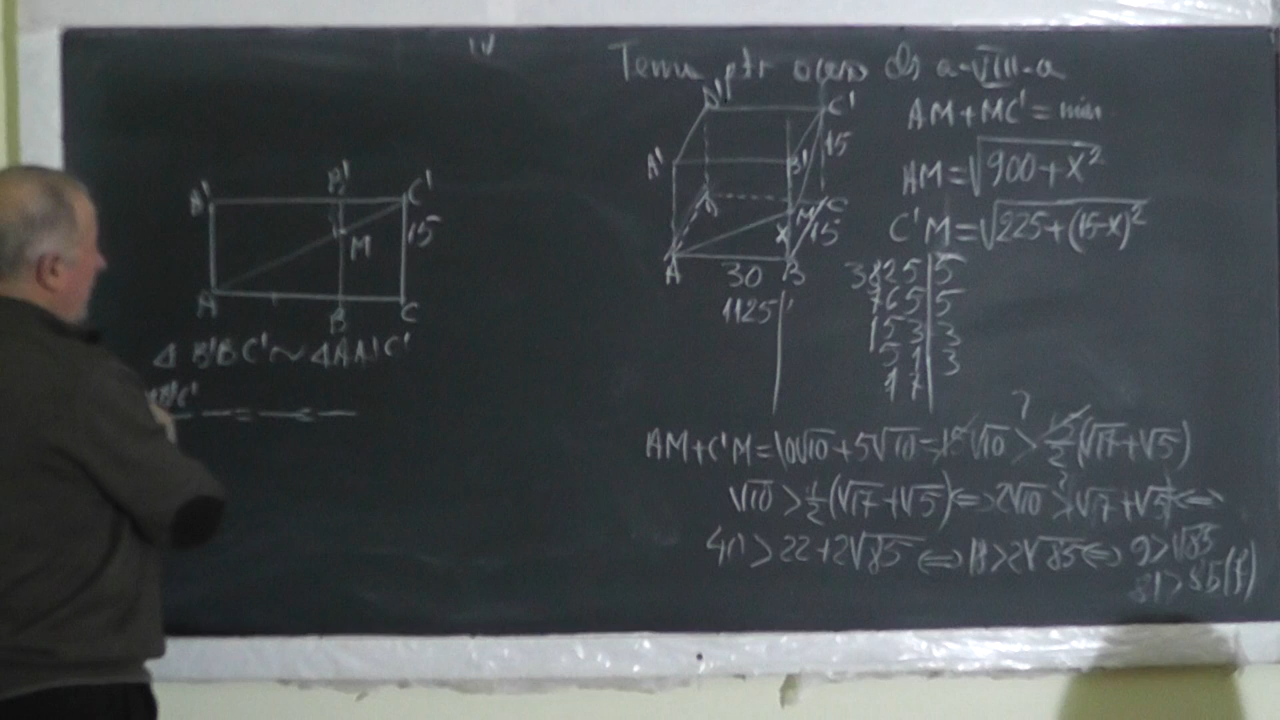 IV
Tema ptr acasă cls a-VIII-a
D' C'
A' B'
15
D C
M
x 15
A 30 B
1125
AM+MC'=min
AM=√900+x²
C'M=√225+(15-x)²
3825 5
765 5
153 3
51 3
17
A' B' C'
M 15
A B C
Δ B'BC'~ΔAA'C'
AM+C'M=10√10+5√10=15√10 > 15/2(√17+√5)
√10 > 1/2(√17+√5)⇔2√10 > √17+√5 ⇔
40>22+2√85⇔18>2√85⇔9>√85
81>85(f)